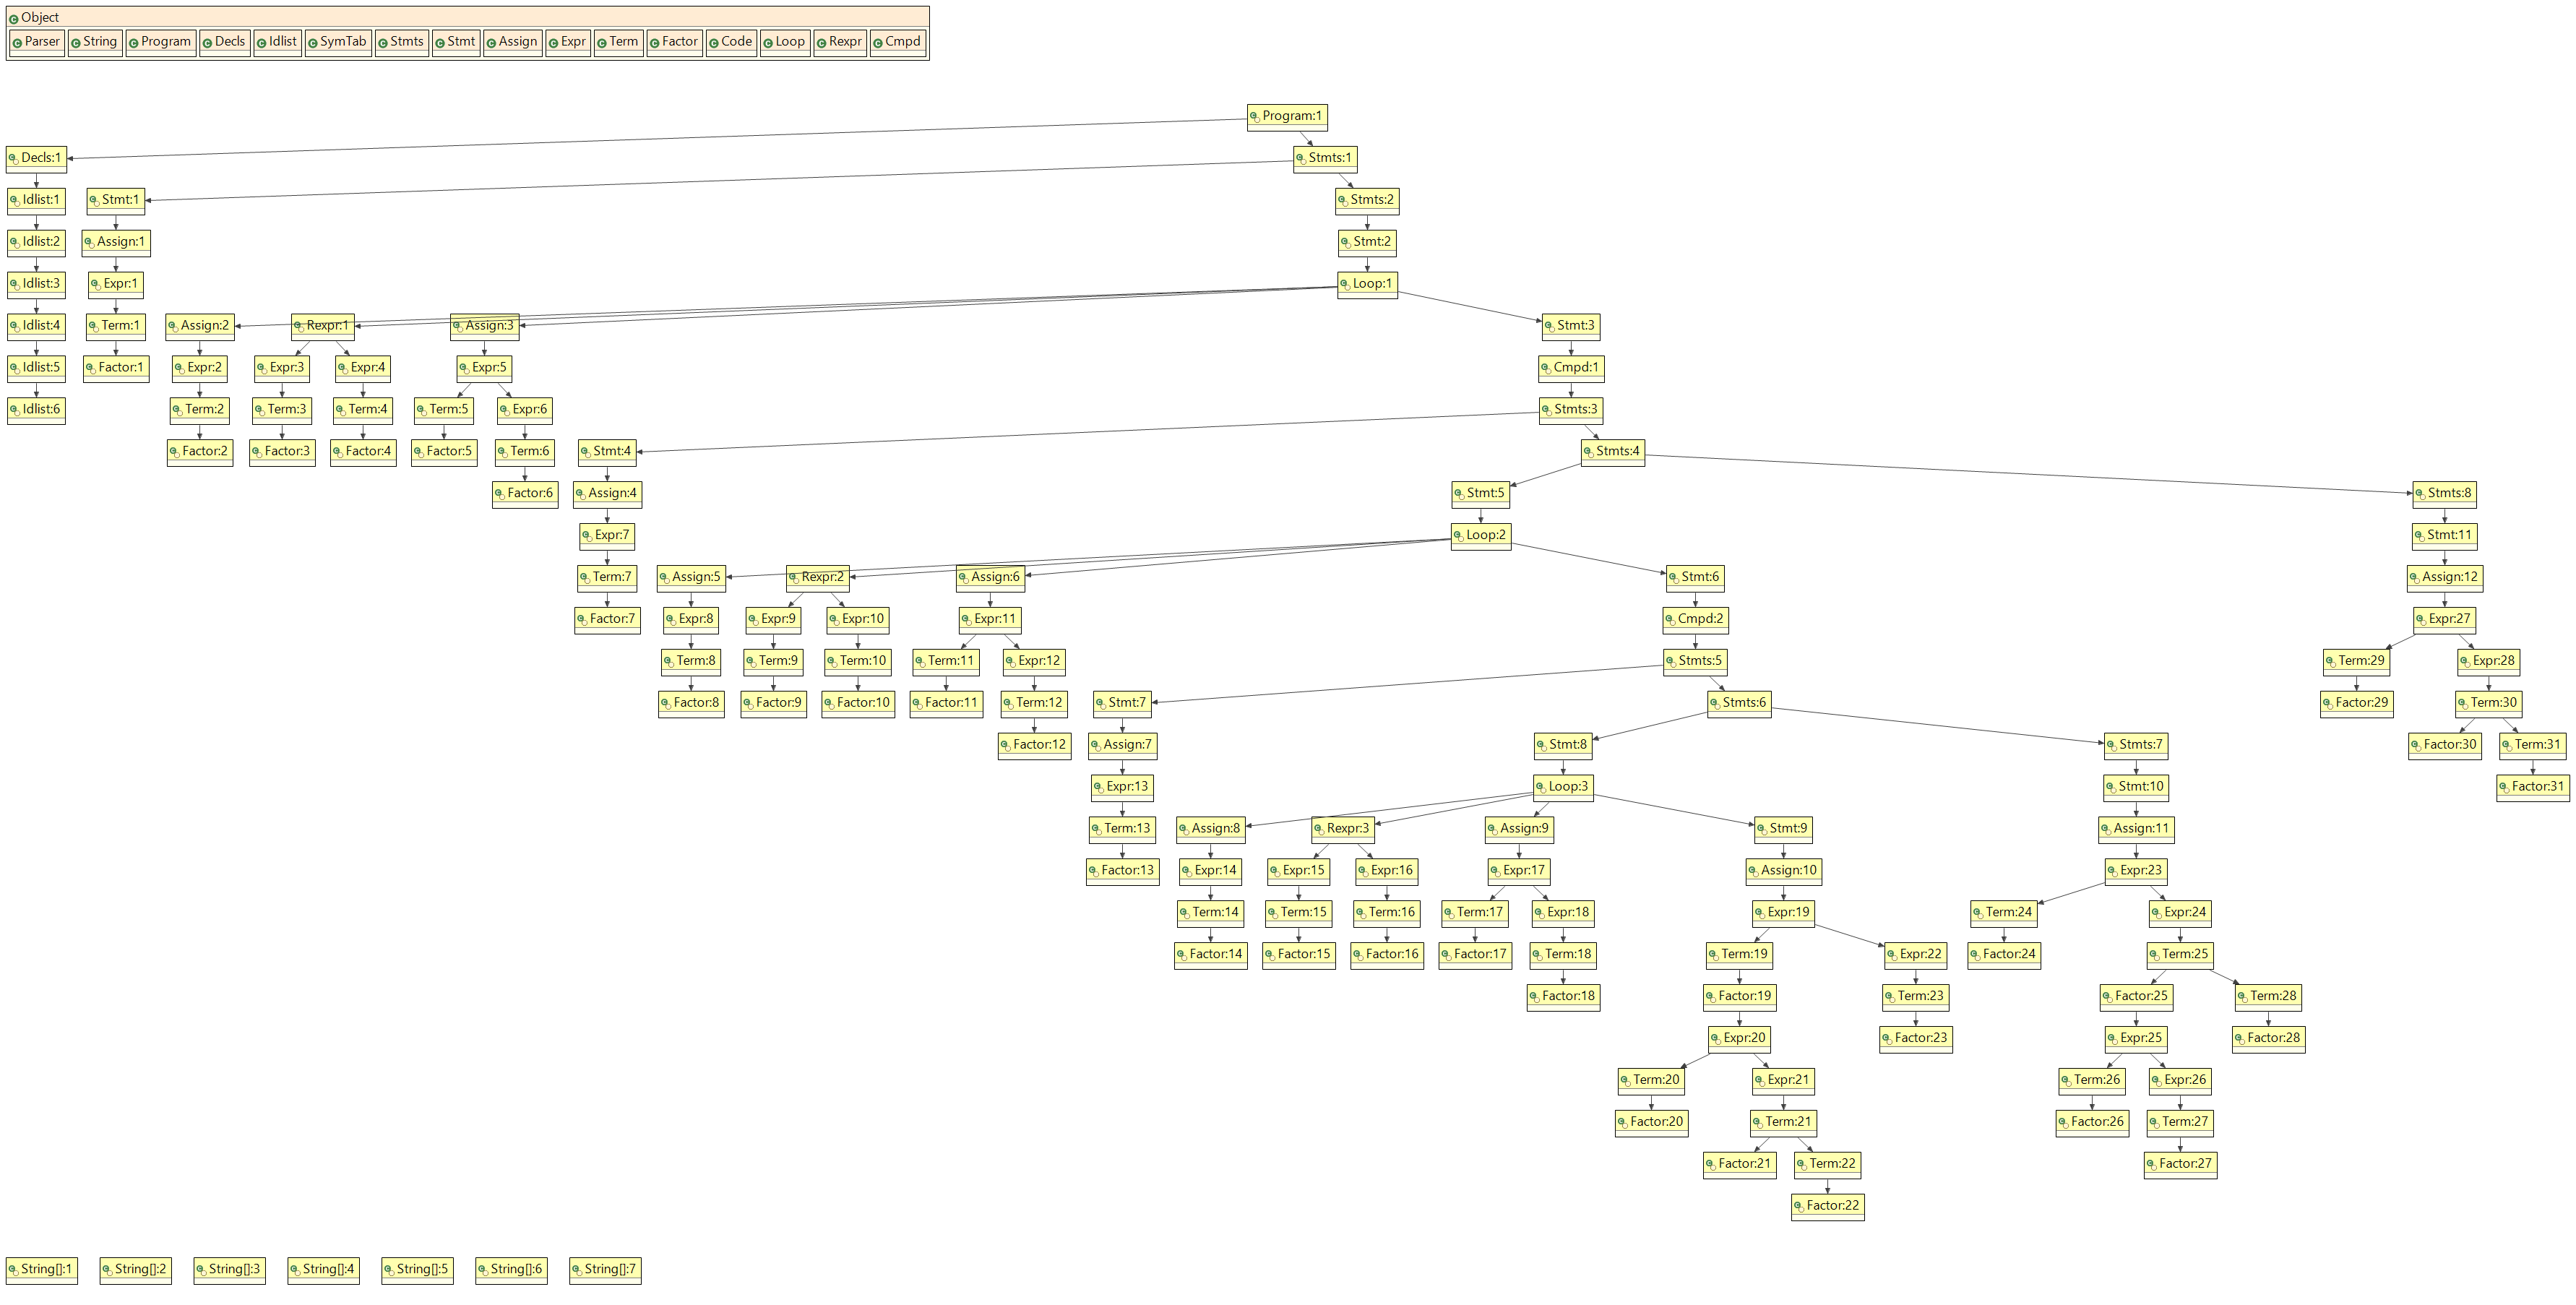 Object
Parser String Program Decls Idlist SymTab Stmts Stmt Assign Expr Term Factor Code Loop Rexpr Cmpd
Program:1
Decls:1 Stmts:1
Idlist:1 Stmt:1 Stmts:2
Idlist:2 Assign:1 Stmt:2
Idlist:3 Expr:1 Loop:1
Idlist:4 Term:1 Assign:2 Rexpr:1 Assign:3 Stmt:3
Idlist:5 Factor:1 Expr:2 Expr:3 Expr:4 Expr:5 Cmpd:1
Idlist:6 Term:2 Term:3 Term:4 Term:5 Expr:6 Stmts:3
Factor:2 Factor:3 Factor:4 Factor:5 Term:6 Stmt:4 Stmts:4
Factor:6 Assign:4 Stmt:5 Stmts:8
Expr:7 Loop:2 Stmt:11
Term:7 Assign:5 Rexpr:2 Assign:6 Stmt:6 Assign:12
Factor:7 Expr:8 Expr:9 Expr:10 Expr:11 Cmpd:2 Expr:27
Term:8 Term:9 Term:10 Term:11 Expr:12 Stmts:5 Term:29 Expr:28
Factor:8 Factor:9 Factor:10 Factor:11 Term:12 Stmt:7 Stmts:6 Factor:29 Term:30
Factor:12 Assign:7 Stmt:8 Stmts:7 Factor:30 Term:31
Expr:13 Loop:3 Stmt:10 Factor:31
Term:13 Assign:8 Rexpr:3 Assign:9 Stmt:9 Assign:11
Factor:13 Expr:14 Expr:15 Expr:16 Expr:17 Assign:10 Expr:23
Term:14 Term:15 Term:16 Term:17 Expr:18 Expr:19 Term:24 Expr:24
Factor:14 Factor:15 Factor:16 Factor:17 Term:18 Term:19 Expr:22 Factor:24 Term:25
Factor:18 Factor:19 Term:23 Factor:25 Term:28
Expr:20 Factor:23 Expr:25 Factor:28
Term:20 Expr:21 Term:26 Expr:26
Factor:20 Term:21 Factor:26 Term:27
Factor:21 Term:22 Factor:27
Factor:22
String[]:1 String[]:2 String[]:3 String[]:4 String[]:5 String[]:6 String[]:7